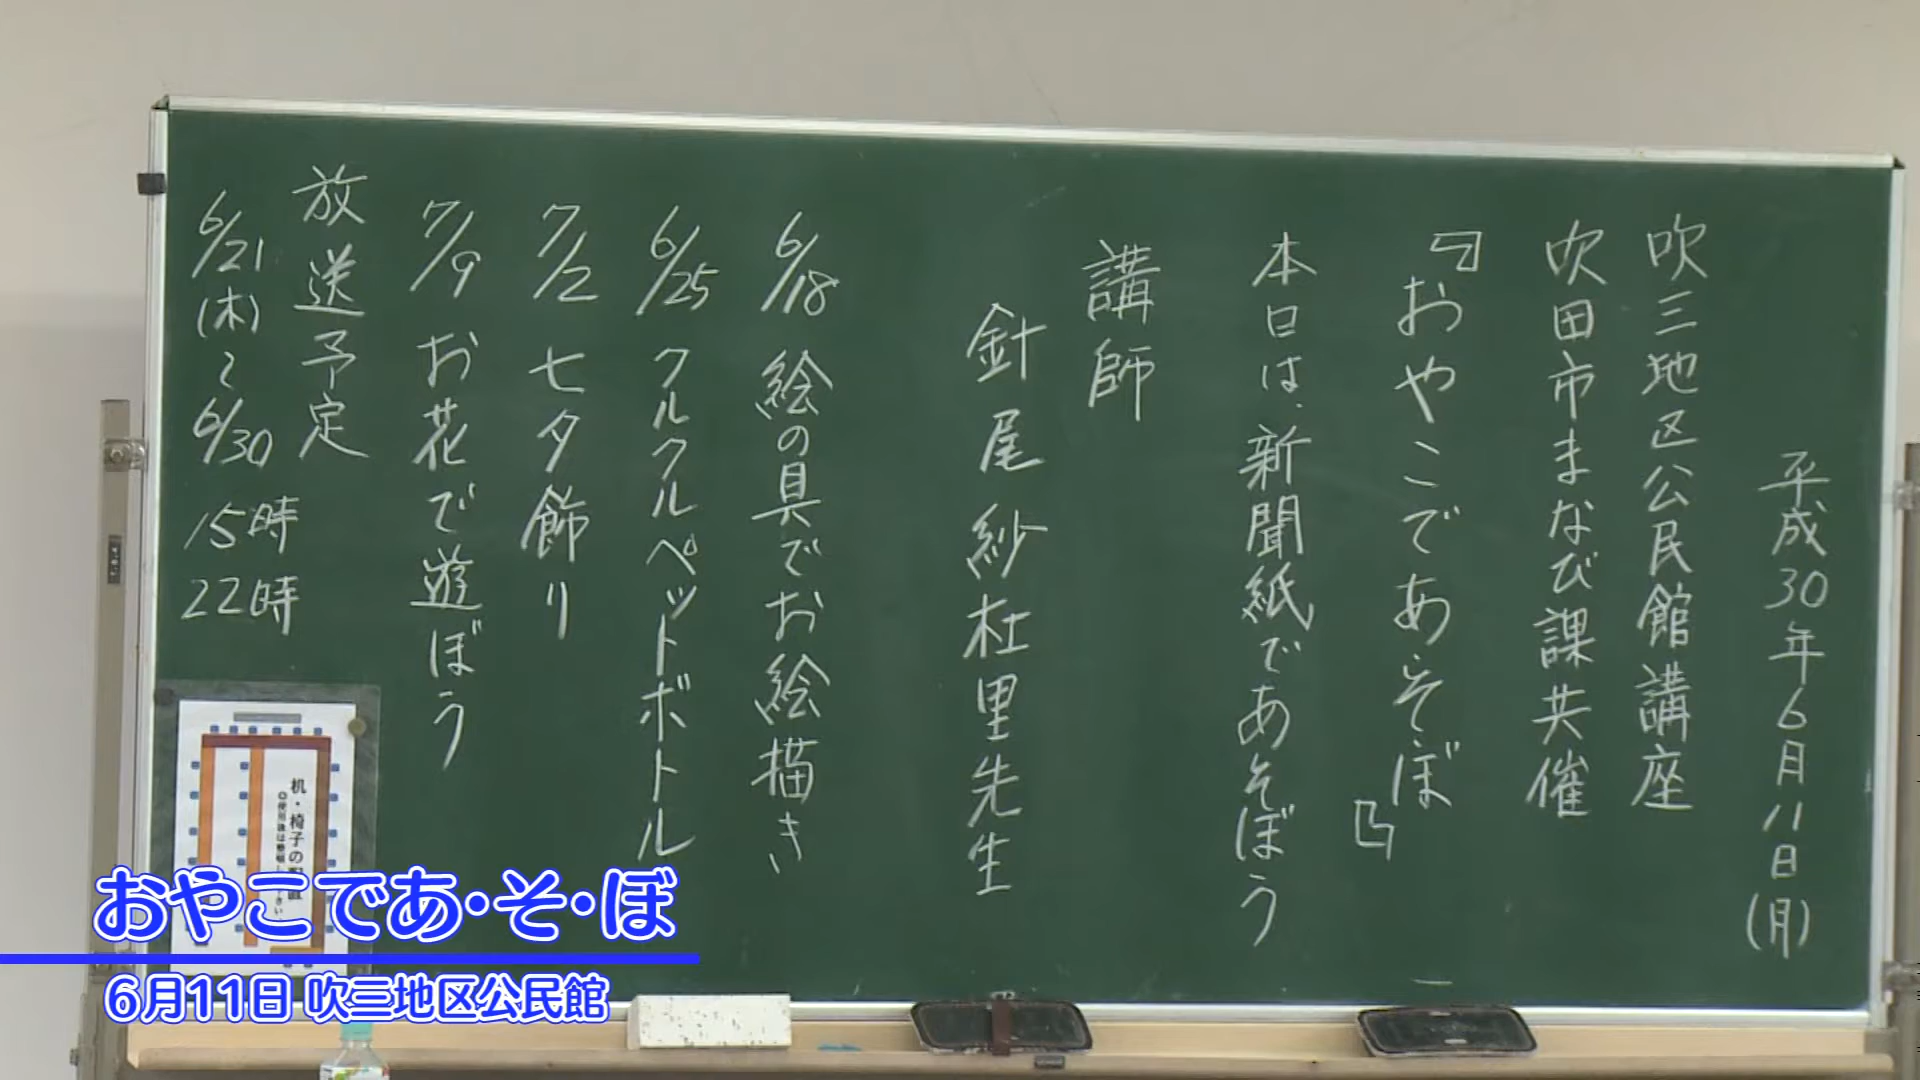 平成30年6月11日(月)
吹三地区公民館講座
吹田市まなび課共催
『おやこであそぼ』
本日は、新聞紙であそぼう
講師
針尾紗杜里先生
6/18 絵の具でお絵描き
6/25 クルクルペットボトル
7/2 七夕飾り
7/9 お花で遊ぼう
放送予定
6/21(木)~6/30 15時
22時
机・椅子の配置
おやこであ・そ・ぼ
6月11日 吹三地区公民館